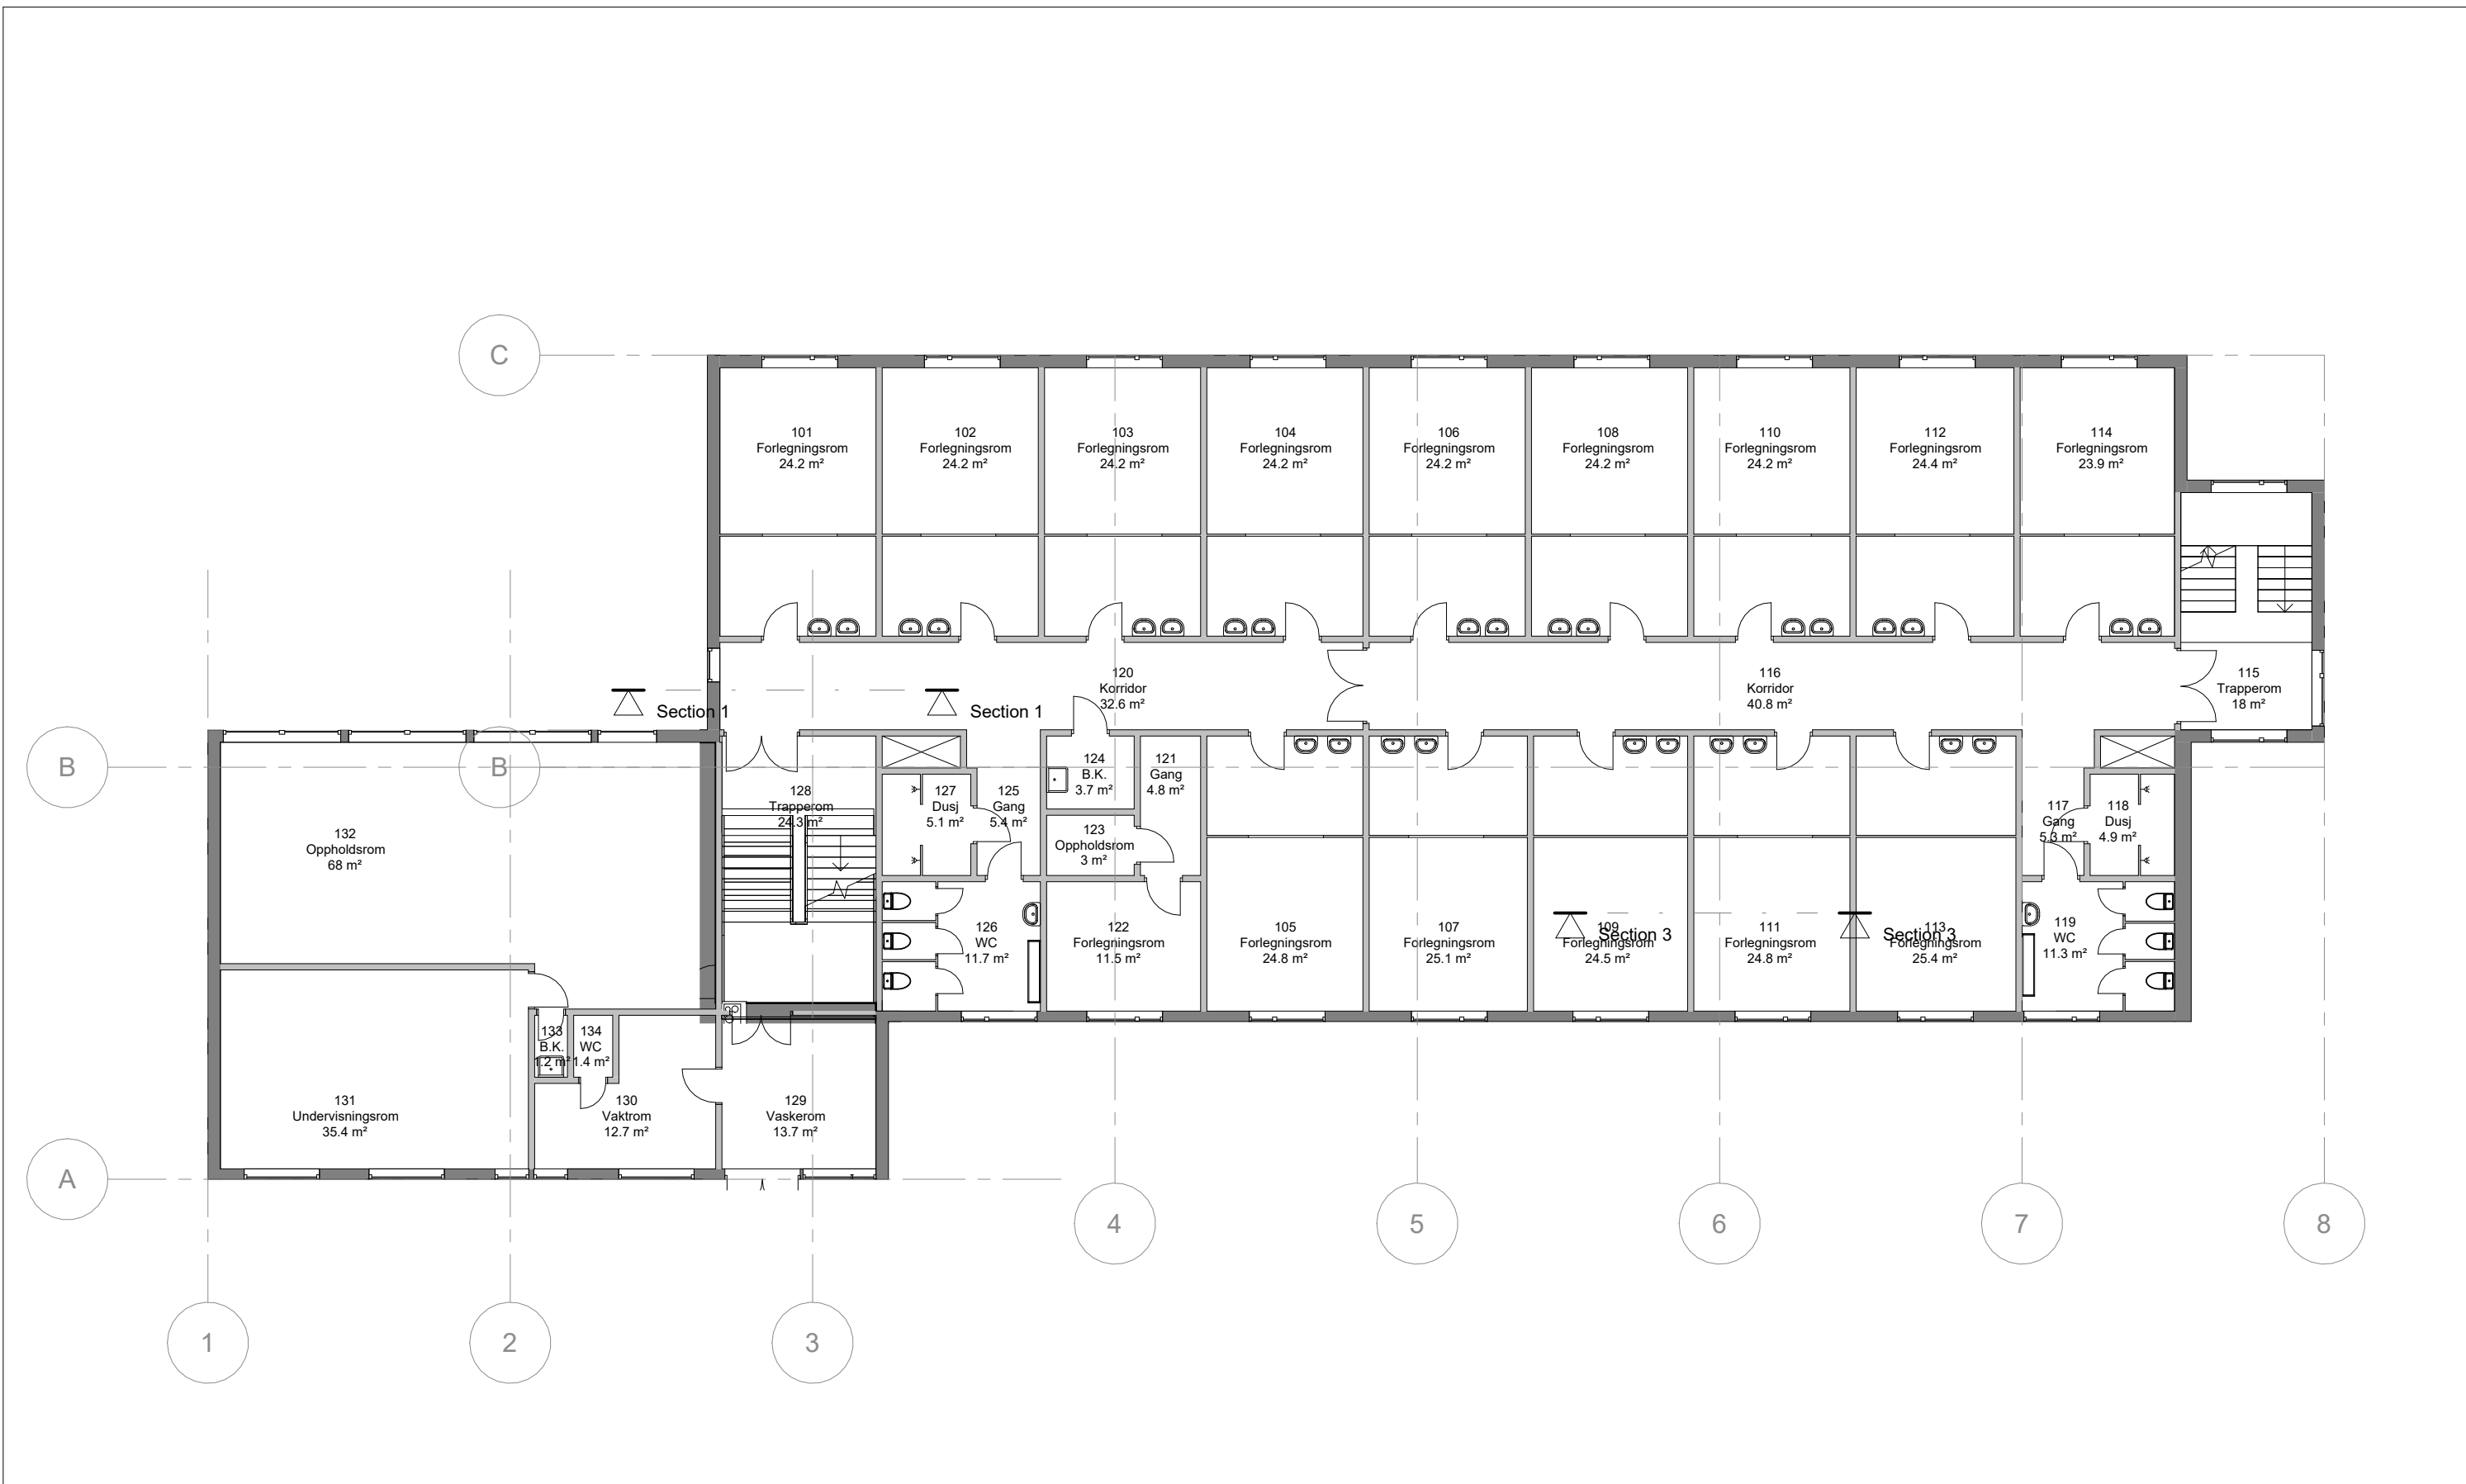 C
101
Forlegningsrom
24.2 m²
102
Forlegningsrom
24.2 m²
103
Forlegningsrom
24.2 m²
104
Forlegningsrom
24.2 m²
106
Forlegningsrom
24.2 m²
108
Forlegningsrom
24.2 m²
110
Forlegningsrom
24.2 m²
112
Forlegningsrom
24.4 m²
114
Forlegningsrom
23.9 m²
120
Korridor
32.6 m²
116
Korridor
40.8 m²
115
Trapperom
18 m²
Section 1
Section 1
B
B
132
Oppholdsrom
68 m²
128
Trapperom
24.3 m²
127
Dusj
5.1 m²
125
Gang
5.4 m²
124
B.K.
3.7 m²
121
Gang
4.8 m²
123
Oppholdsrom
3 m²
117
Gang
5.3 m²
118
Dusj
4.9 m²
126
WC
11.7 m²
122
Forlegningsrom
11.5 m²
105
Forlegningsrom
24.8 m²
107
Forlegningsrom
25.1 m²
109
Forlegningsrom
24.5 m²
Section 3
111
Forlegningsrom
24.8 m²
113
Forlegningsrom
25.4 m²
Section 3
119
WC
11.3 m²
133
B.K.
1.2 m²
134
WC
1.4 m²
131
Undervisningsrom
35.4 m²
130
Vaktrom
12.7 m²
129
Vaskerom
13.7 m²
A
4
5
6
7
8
1
2
3